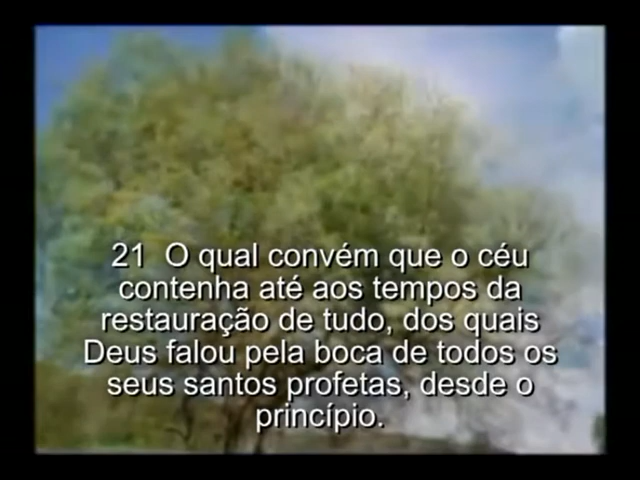 21  O qual convém que o céu
contenha até aos tempos da
restauração de tudo, dos quais
Deus falou pela boca de todos os
seus santos profetas, desde o
princípio.